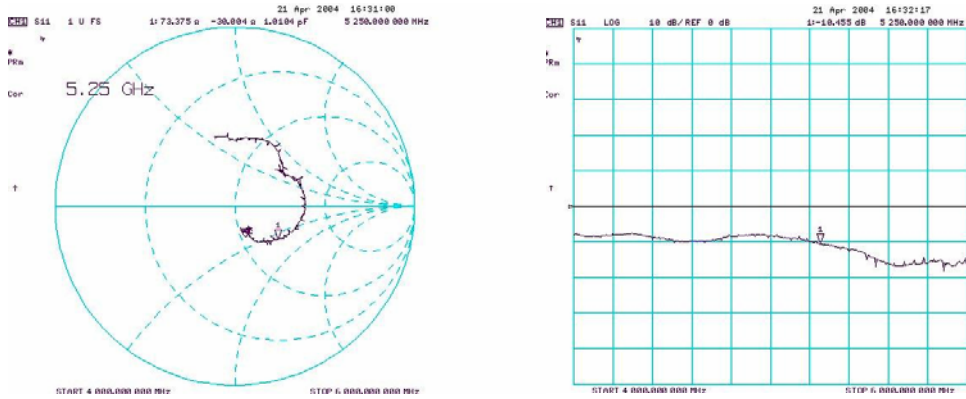 21 Apr 2004 16:31:00
CH1 S11 1 U FS 1:73.375 Ω -30.004 Ω 1.0104 pF 5 250.000 000 MHz
PRm
Cor
5.25 GHz
1
START 4 000.000 000 MHz STOP 6 000.000 000 MHz
21 Apr 2004 16:32:17
CH1 S11 LOG 10 dB/REF 0 dB 1:-10.455 dB 5 250.000 000 MHz
PRm
Cor
1
START 4 000.000 000 MHz STOP 6 000.000 000 MHz